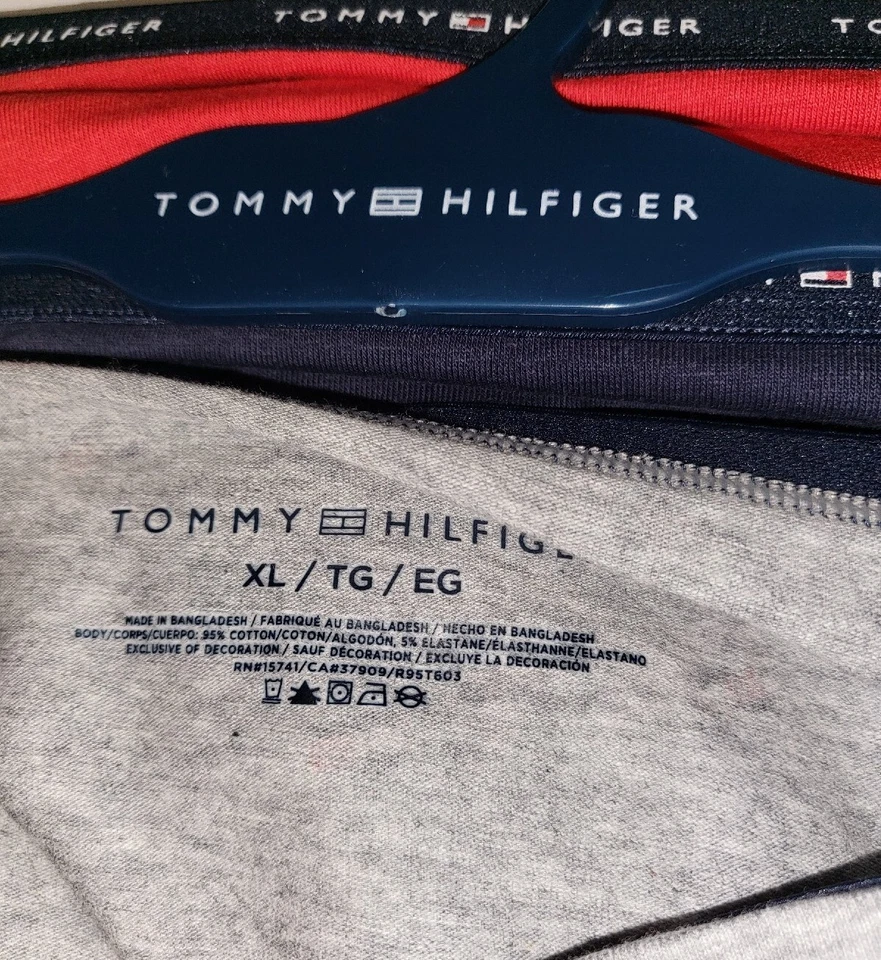 HILFIGER TOMMY IGER
TOMMY HILFIGER
TOMMY
XL / TG / EG
MADE IN BANGLADESH / FABRIQUÉ AU BANGLADESH / HECHO EN BANGLADESH
BODY/CORPS/CUERPO: 95% COTTON/COTON/ALGODÓN, 5% ELASTANE/ÉLASTHANNE/ELASTANO
EXCLUSIVE OF DECORATION / SAUF DÉCORATION / EXCLUYE LA DECORACIÓN
RN#15741/CA#37909/R95T603